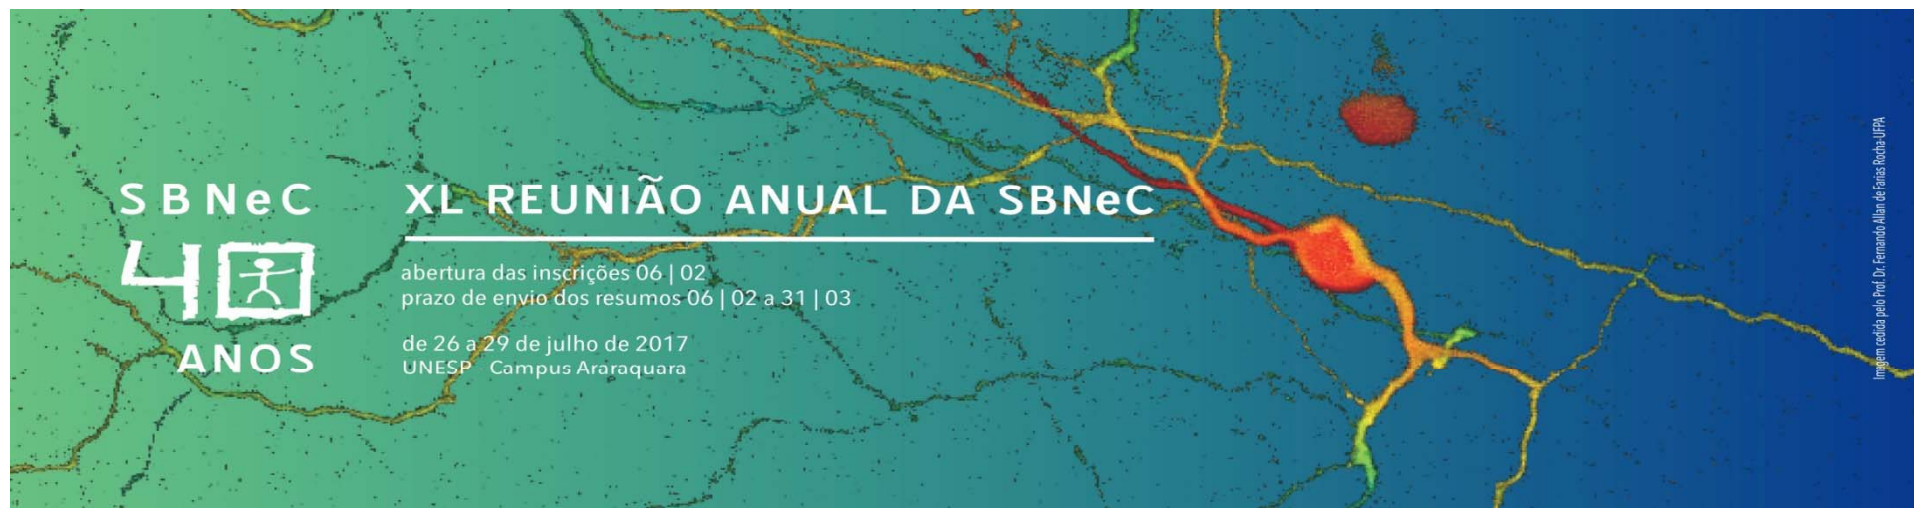 SBNeC
40
ANOS
XL REUNIÃO ANUAL DA SBNeC
abertura das inscrições 06 | 02
prazo de envio dos resumos 06 | 02 a 31 | 03
de 26 a 29 de julho de 2017
UNESP Campus Araraquara
Imagem cedida pelo Prof. Dr. Fernando Allan de Farias Rocha-UFPA